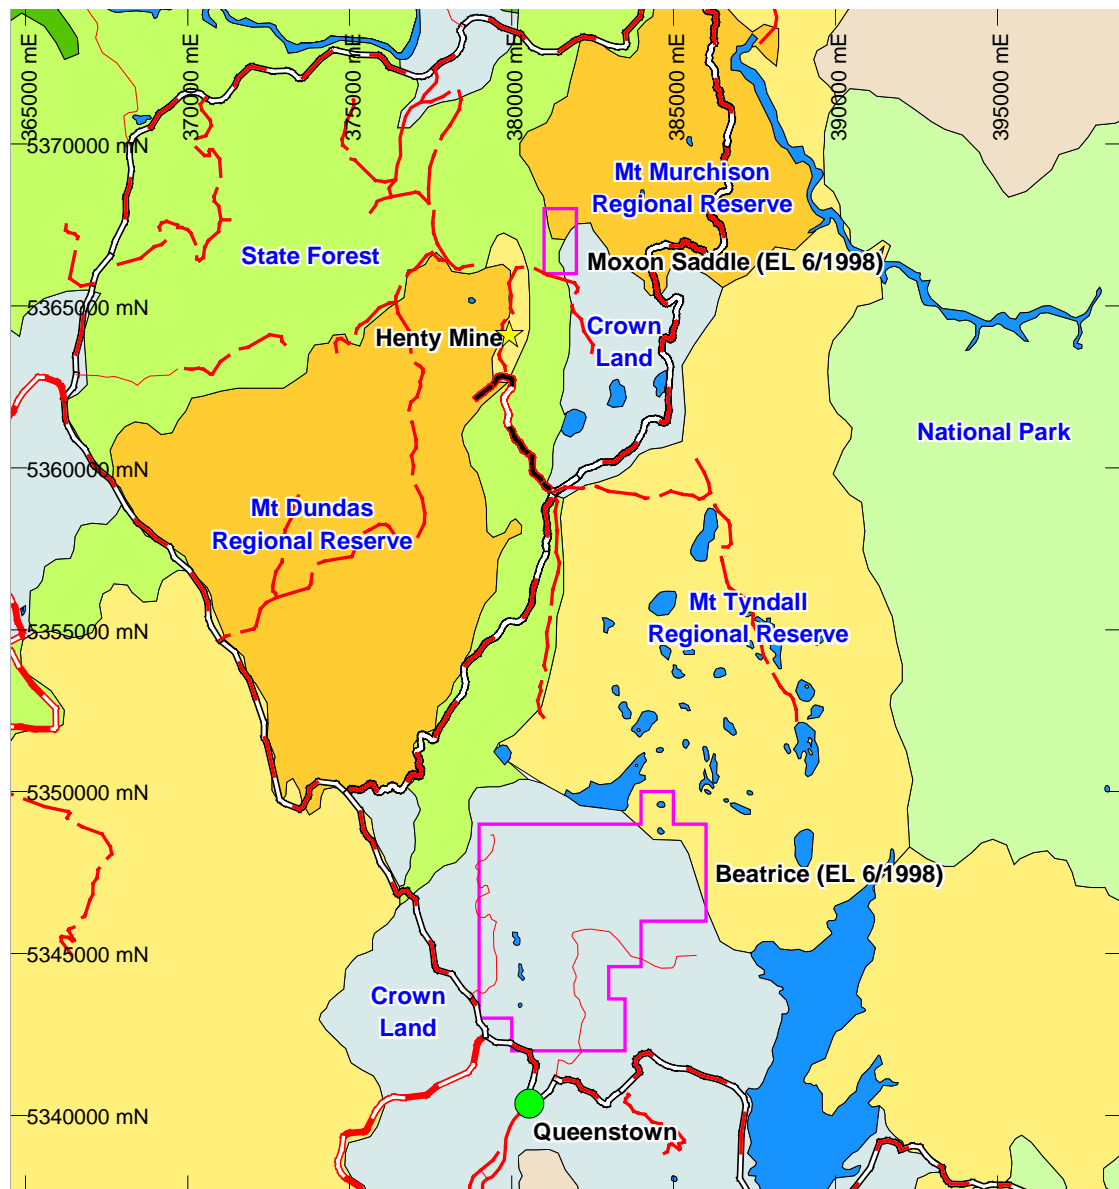 365000 mE
370000 mE
375000 mE
380000 mE
385000 mE
390000 mE
395000 mE
5370000 mN
Mt Murchison
Regional Reserve
State Forest
Moxon Saddle (EL 6/1998)
5365000 mN
Crown
Land
Henty Mine
National Park
5360000 mN
Mt Dundas
Regional Reserve
Mt Tyndall
Regional Reserve
5355000 mN
5350000 mN
Beatrice (EL 6/1998)
5345000 mN
Crown
Land
5340000 mN
Queenstown